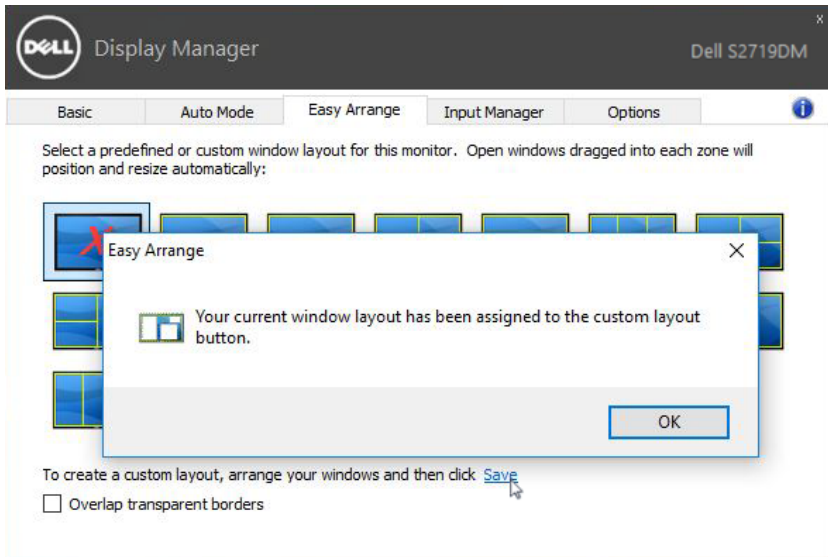 x
DELL Display Manager
Dell S2719DM
Basic Auto Mode Easy Arrange Input Manager Options
Select a predefined or custom window layout for this monitor. Open windows dragged into each zone will
position and resize automatically:
Easy Arrange
Your current window layout has been assigned to the custom layout
button.
OK
To create a custom layout, arrange your windows and then click Save
Overlap transparent borders